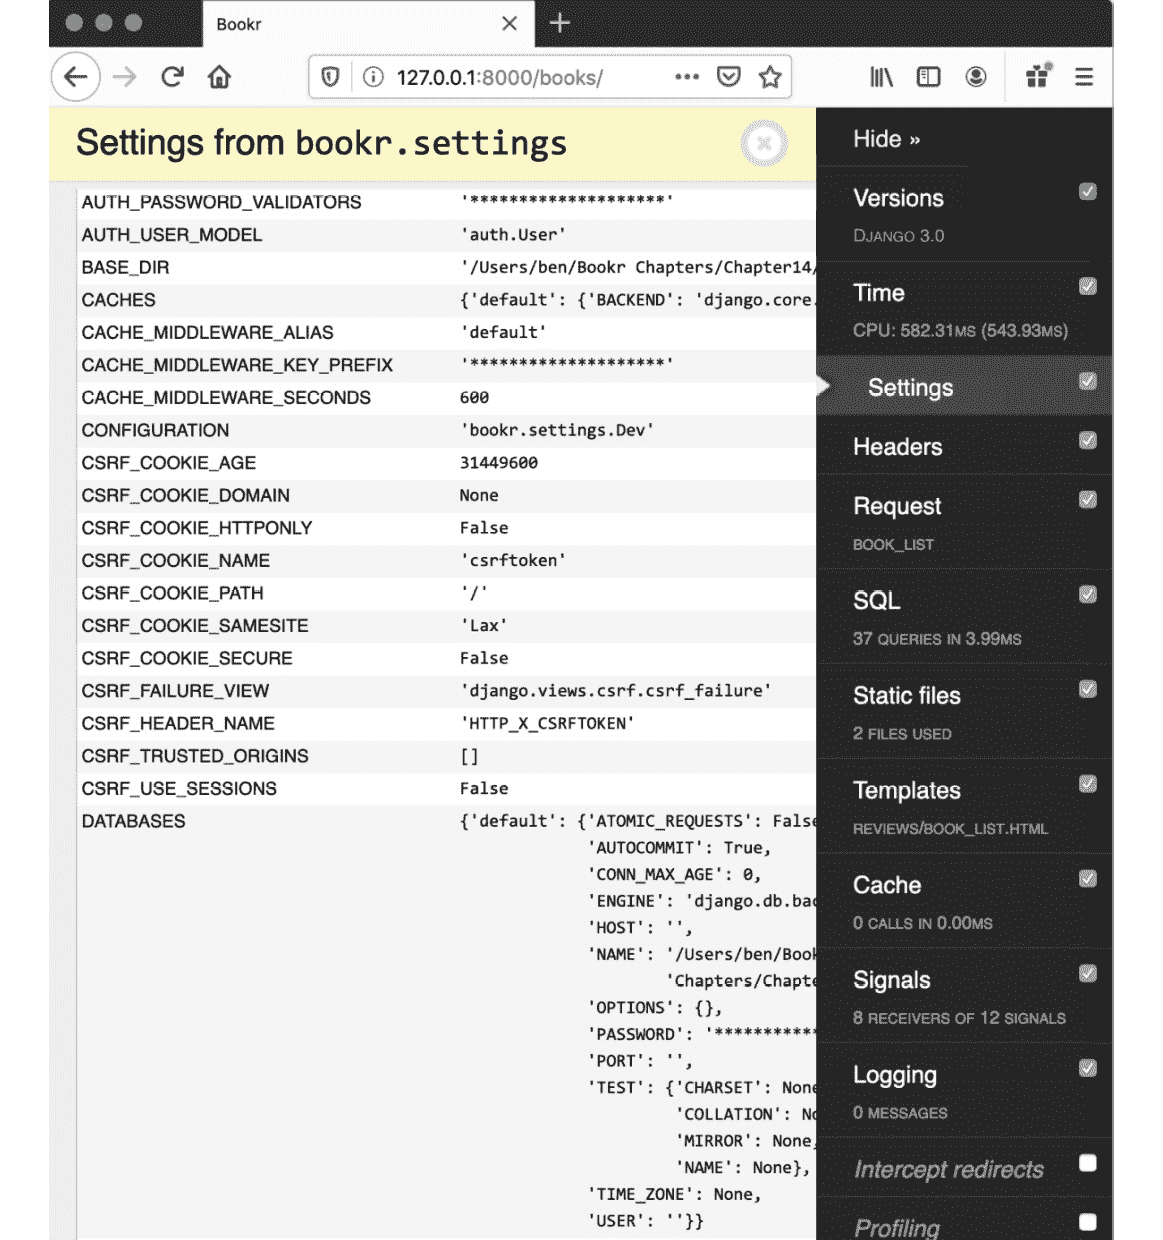 Bookr
127.0.0.1:8000/books/
Settings from bookr.settings
AUTH_PASSWORD_VALIDATORS '********************'
AUTH_USER_MODEL 'auth.User'
BASE_DIR '/Users/ben/Bookr Chapters/Chapter14/
CACHES {'default': {'BACKEND': 'django.core.
CACHE_MIDDLEWARE_ALIAS 'default'
CACHE_MIDDLEWARE_KEY_PREFIX '********************'
CACHE_MIDDLEWARE_SECONDS 600
CONFIGURATION 'bookr.settings.Dev'
CSRF_COOKIE_AGE 31449600
CSRF_COOKIE_DOMAIN None
CSRF_COOKIE_HTTPONLY False
CSRF_COOKIE_NAME 'csrftoken'
CSRF_COOKIE_PATH '/'
CSRF_COOKIE_SAMESITE 'Lax'
CSRF_COOKIE_SECURE False
CSRF_FAILURE_VIEW 'django.views.csrf.csrf_failure'
CSRF_HEADER_NAME 'HTTP_X_CSRFTOKEN'
CSRF_TRUSTED_ORIGINS []
CSRF_USE_SESSIONS False
DATABASES {'default': {'ATOMIC_REQUESTS': False
'AUTOCOMMIT': True,
'CONN_MAX_AGE': 0,
'ENGINE': 'django.db.bac
'HOST': '',
'NAME': '/Users/ben/Book
'Chapters/Chapte
'OPTIONS': {},
'PASSWORD': '***********
'PORT': '',
'TEST': {'CHARSET': None
'COLLATION': No
'MIRROR': None,
'NAME': None},
'TIME_ZONE': None,
'USER': ''}}
Hide »
Versions
DJANGO 3.0
Time
CPU: 582.31MS (543.93MS)
Settings
Headers
Request
BOOK_LIST
SQL
37 QUERIES IN 3.99MS
Static files
2 FILES USED
Templates
REVIEWS/BOOK_LIST.HTML
Cache
0 CALLS IN 0.00MS
Signals
8 RECEIVERS OF 12 SIGNALS
Logging
0 MESSAGES
Intercept redirects
Profiling